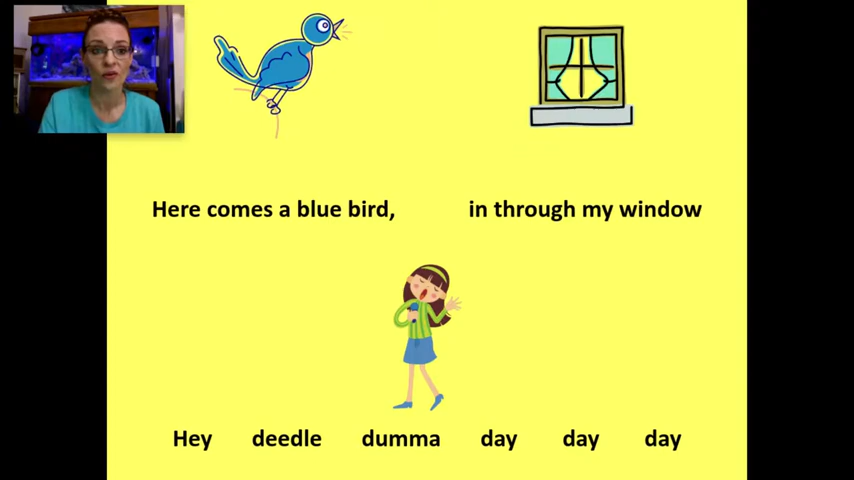 Here comes a blue bird, in through my window
Hey deedle dumma day day day